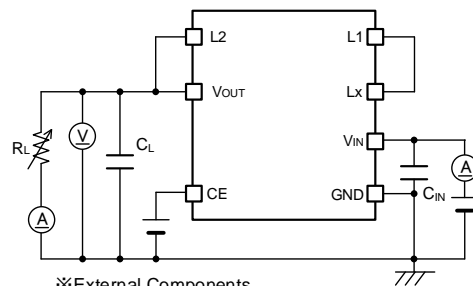 L2
L1
VOUT
Lx
V
CL
RL
VIN
A
A
CE
GND
CIN
※External Components